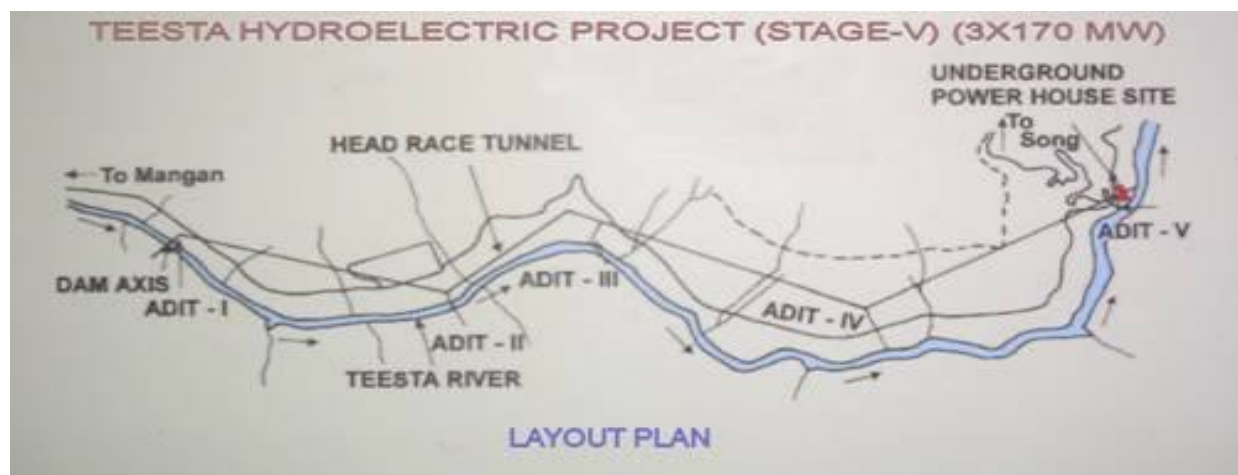 TEESTA HYDROELECTRIC PROJECT (STAGE-V) (3X170 MW)
UNDERGROUND
POWER HOUSE SITE
To
Song
HEAD RACE TUNNEL
To Mangan
ADIT - V
DAM AXIS
ADIT - I
ADIT - III
ADIT - IV
ADIT - II
TEESTA RIVER
LAYOUT PLAN